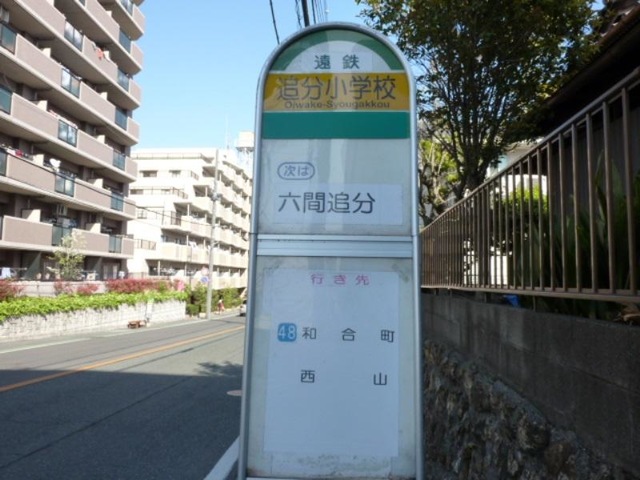 遠鉄
追分小学校
Oiwake-Syougakkou
次は
六間追分
行き先
48 和合町
西山